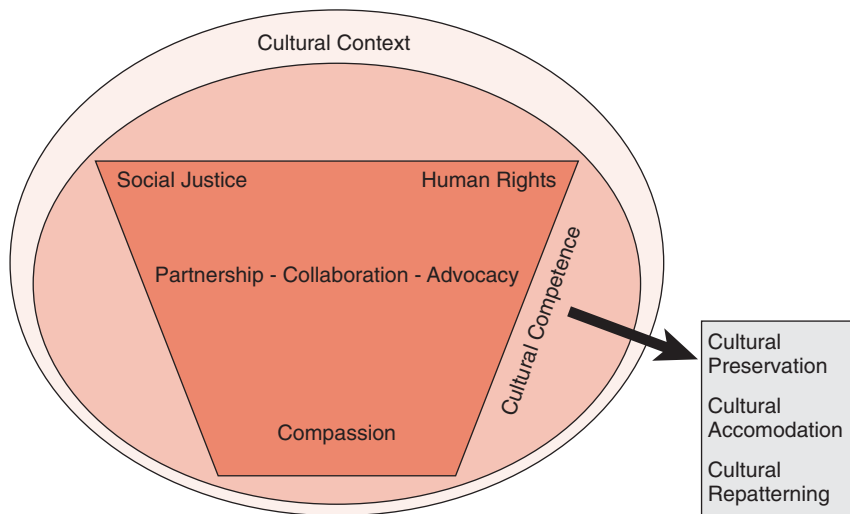 Cultural Context
Social Justice
Human Rights
Partnership - Collaboration - Advocacy
Cultural Competence
Compassion
Cultural
Preservation
Cultural
Accomodation
Cultural
Repatterning